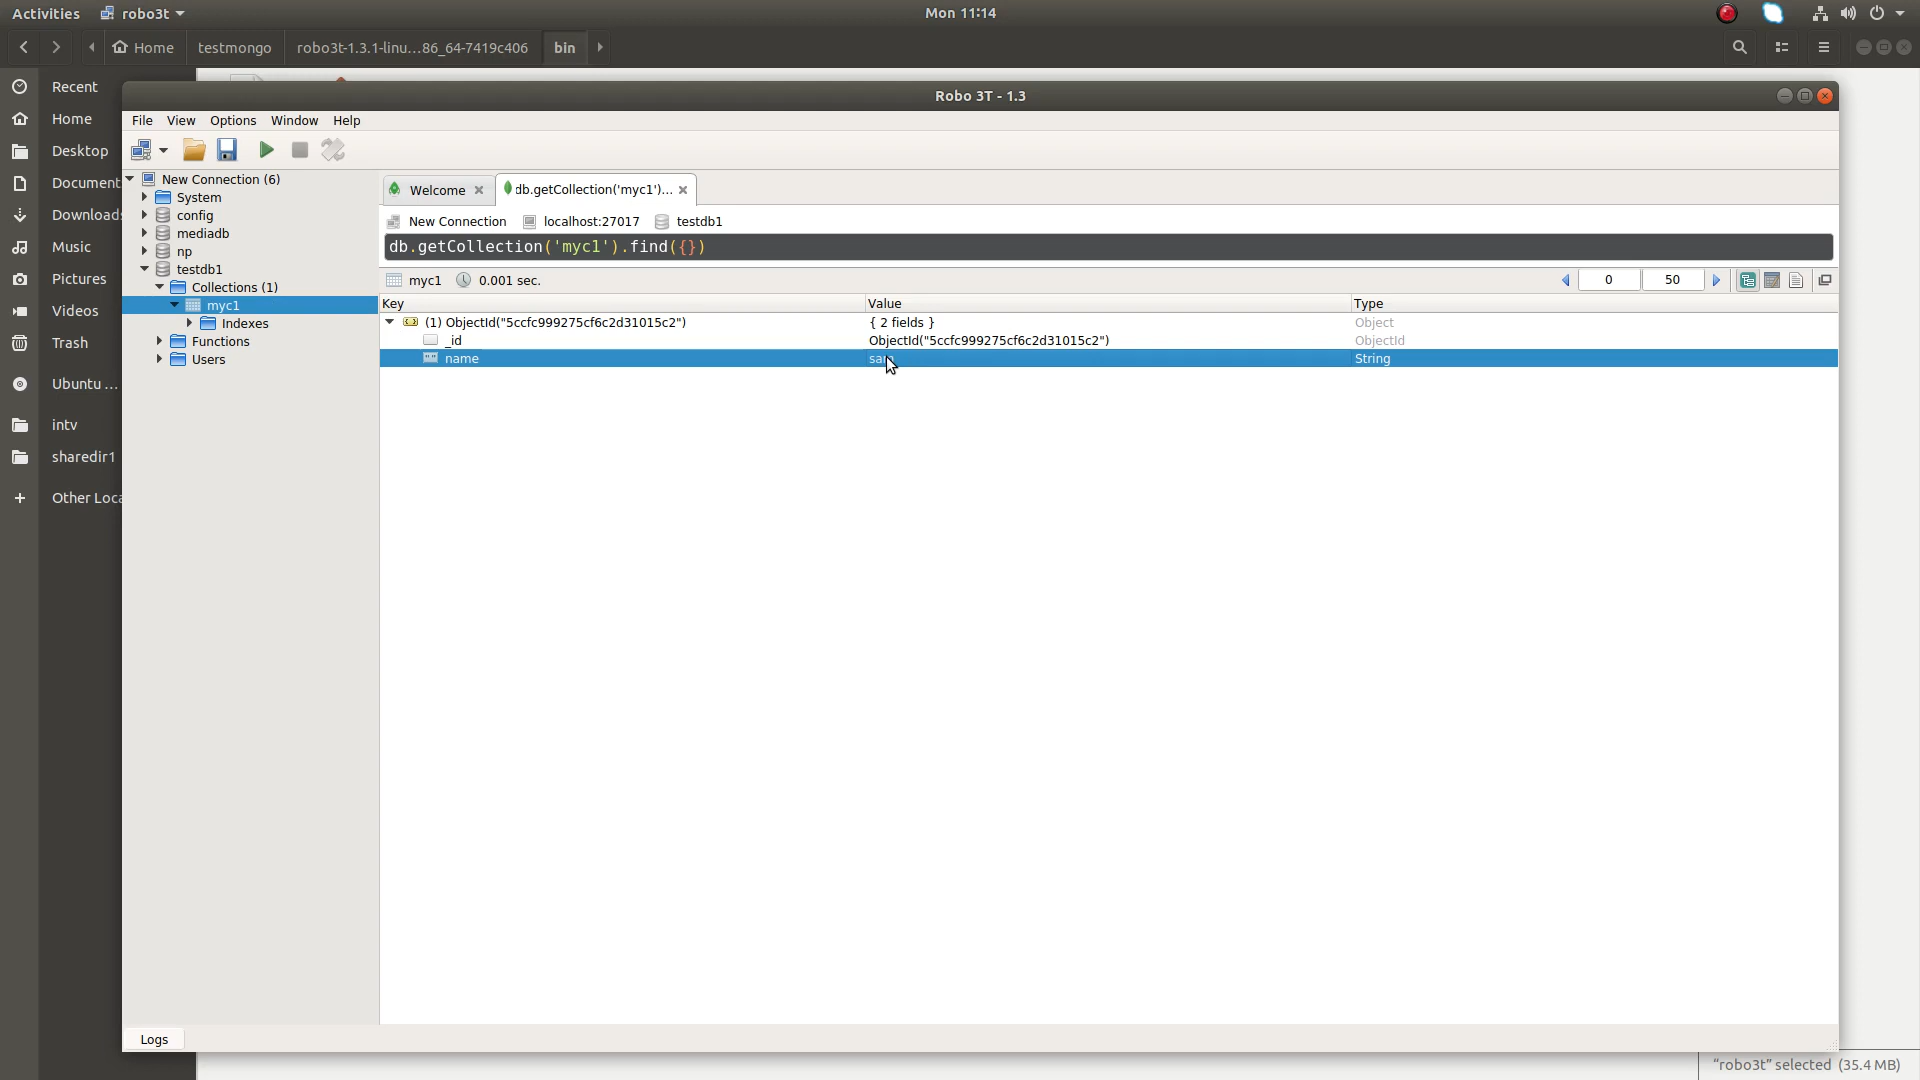 Activities robo3t Mon 11:14
Home testmongo robo3t-1.3.1-linu...86_64-7419c406 bin
Recent
Home
Desktop
Document
Downloads
Music
Pictures
Videos
Trash
Ubuntu ...
intv
sharedir1
Other Loca
Robo 3T - 1.3
File View Options Window Help
New Connection (6)
System
config
mediadb
np
testdb1
Collections (1)
myc1
Indexes
Functions
Users
Welcome db.getCollection('myc1')...
New Connection localhost:27017 testdb1
db.getCollection('myc1').find({})
myc1 0.001 sec. 0 50
Key Value Type
(1) ObjectId("5ccfc999275cf6c2d31015c2") { 2 fields } Object
_id ObjectId("5ccfc999275cf6c2d31015c2") ObjectId
name String
Logs
"robo3t" selected (35.4 MB)